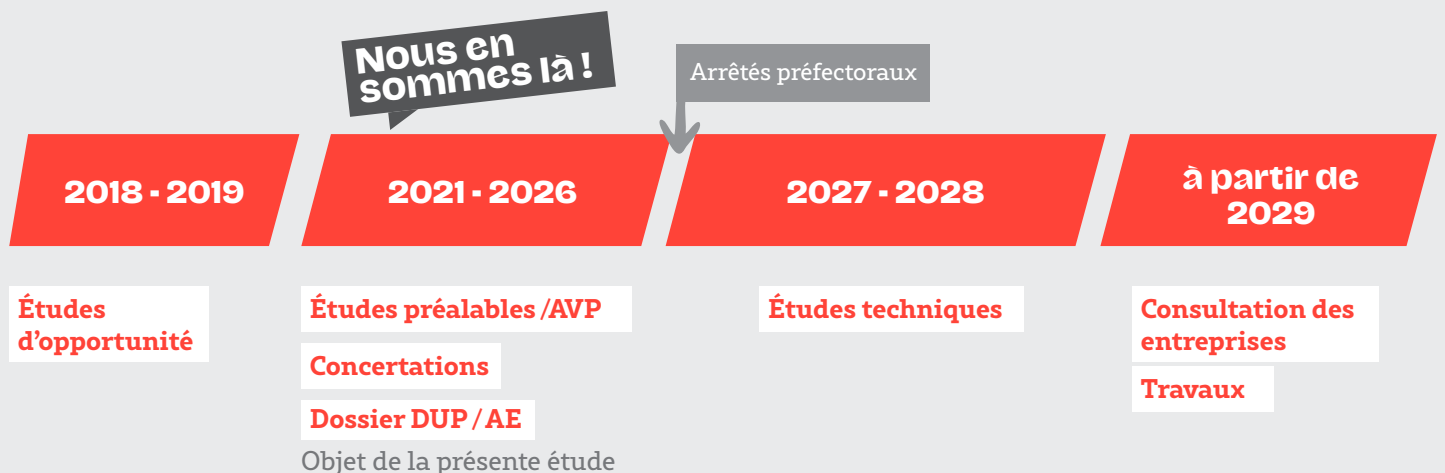 Nous en
sommes là !
Arrêtés préfectoraux
2018 - 2019
2021 - 2026
2027 - 2028
à partir de
2029
Études
d'opportunité
Études préalables /AVP
Concertations
Dossier DUP / AE
Objet de la présente étude
Études techniques
Consultation des
entreprises
Travaux